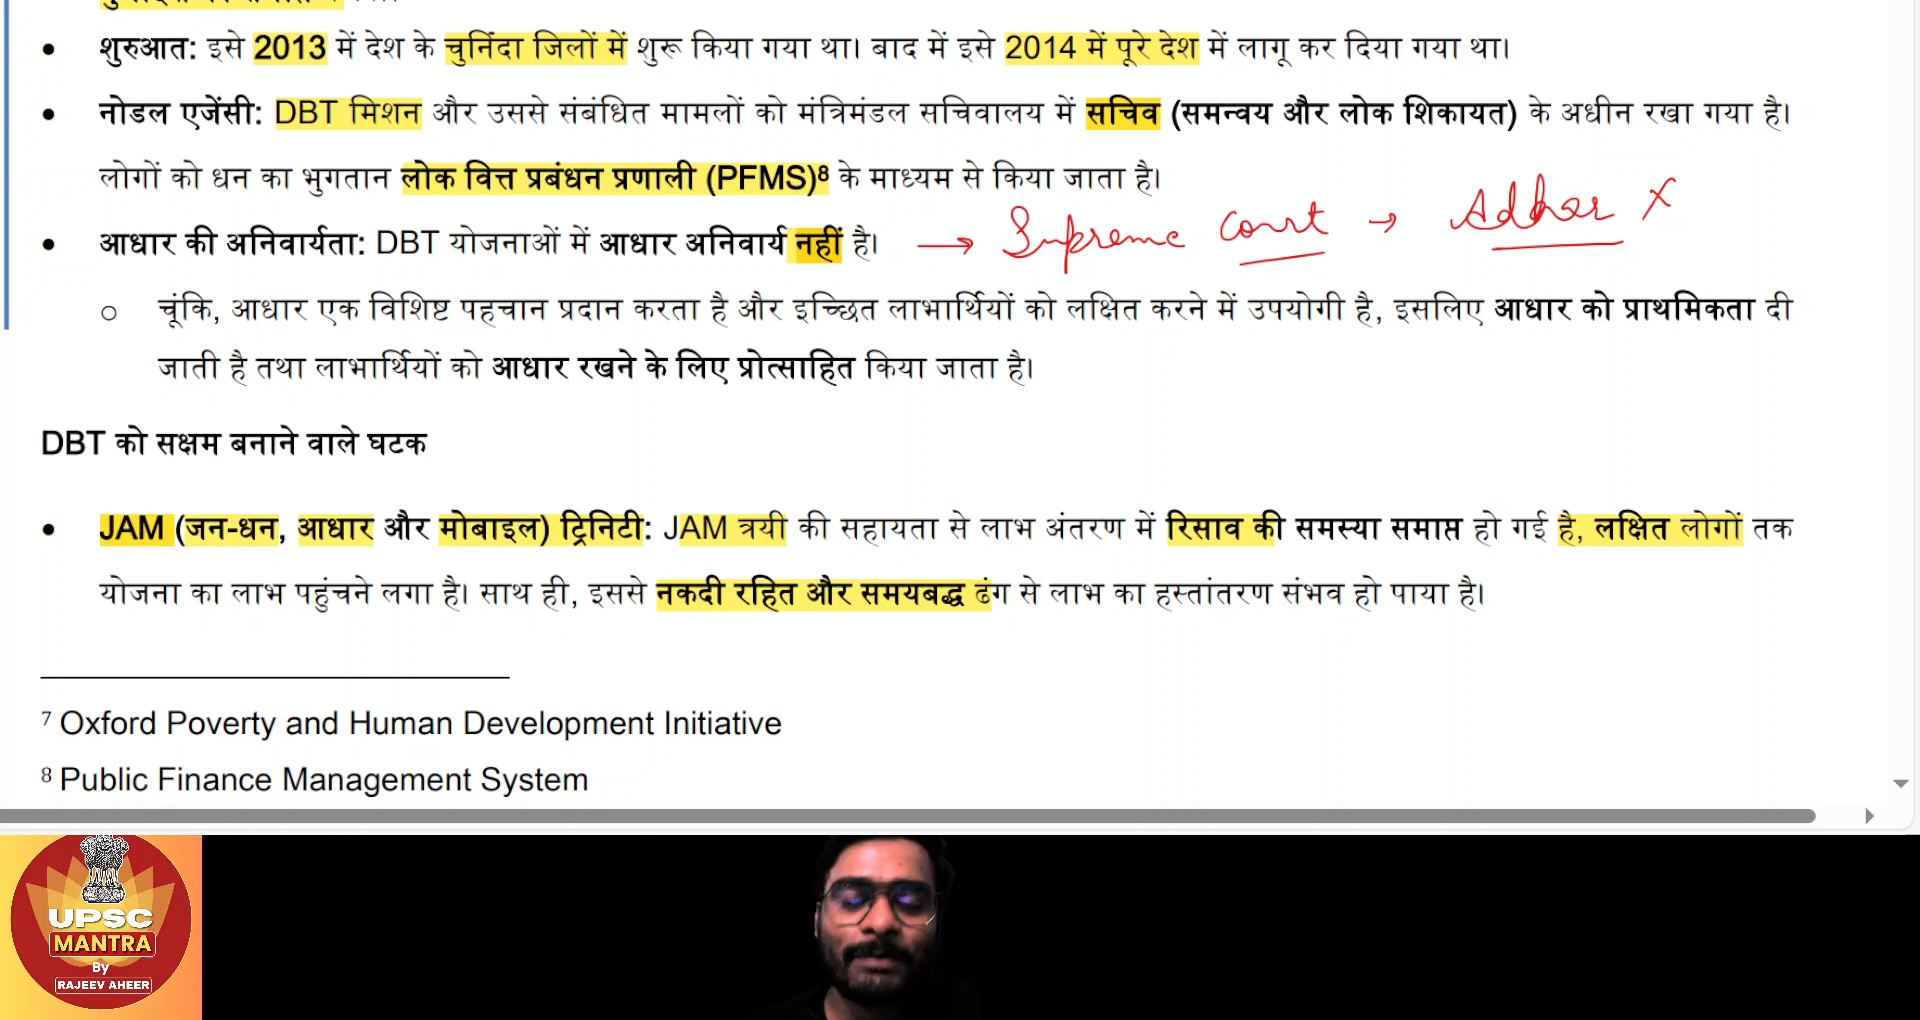 शुरुआत: इसे 2013 में देश के चुनिंदा जिलों में शुरू किया गया था। बाद में इसे 2014 में पूरे देश में लागू कर दिया गया था।
नोडल एजेंसी: DBT मिशन और उससे संबंधित मामलों को मंत्रिमंडल सचिवालय में सचिव (समन्वय और लोक शिकायत) के अधीन रखा गया है।
लोगों को धन का भुगतान लोक वित्त प्रबंधन प्रणाली (PFMS)⁸ के माध्यम से किया जाता है।
आधार की अनिवार्यता: DBT योजनाओं में आधार अनिवार्य नहीं है। → Supreme Court → Adhar X
चूंकि, आधार एक विशिष्ट पहचान प्रदान करता है और इच्छित लाभार्थियों को लक्षित करने में उपयोगी है, इसलिए आधार को प्राथमिकता दी
जाती है तथा लाभार्थियों को आधार रखने के लिए प्रोत्साहित किया जाता है।
DBT को सक्षम बनाने वाले घटक
JAM (जन-धन, आधार और मोबाइल) ट्रिनिटी: JAM त्रयी की सहायता से लाभ अंतरण में रिसाव की समस्या समाप्त हो गई है, लक्षित लोगों तक
योजना का लाभ पहुंचने लगा है। साथ ही, इससे नकदी रहित और समयबद्ध ढंग से लाभ का हस्तांतरण संभव हो पाया है।
⁷ Oxford Poverty and Human Development Initiative
⁸ Public Finance Management System
UPSC
MANTRA
By
RAJEEV AHEER